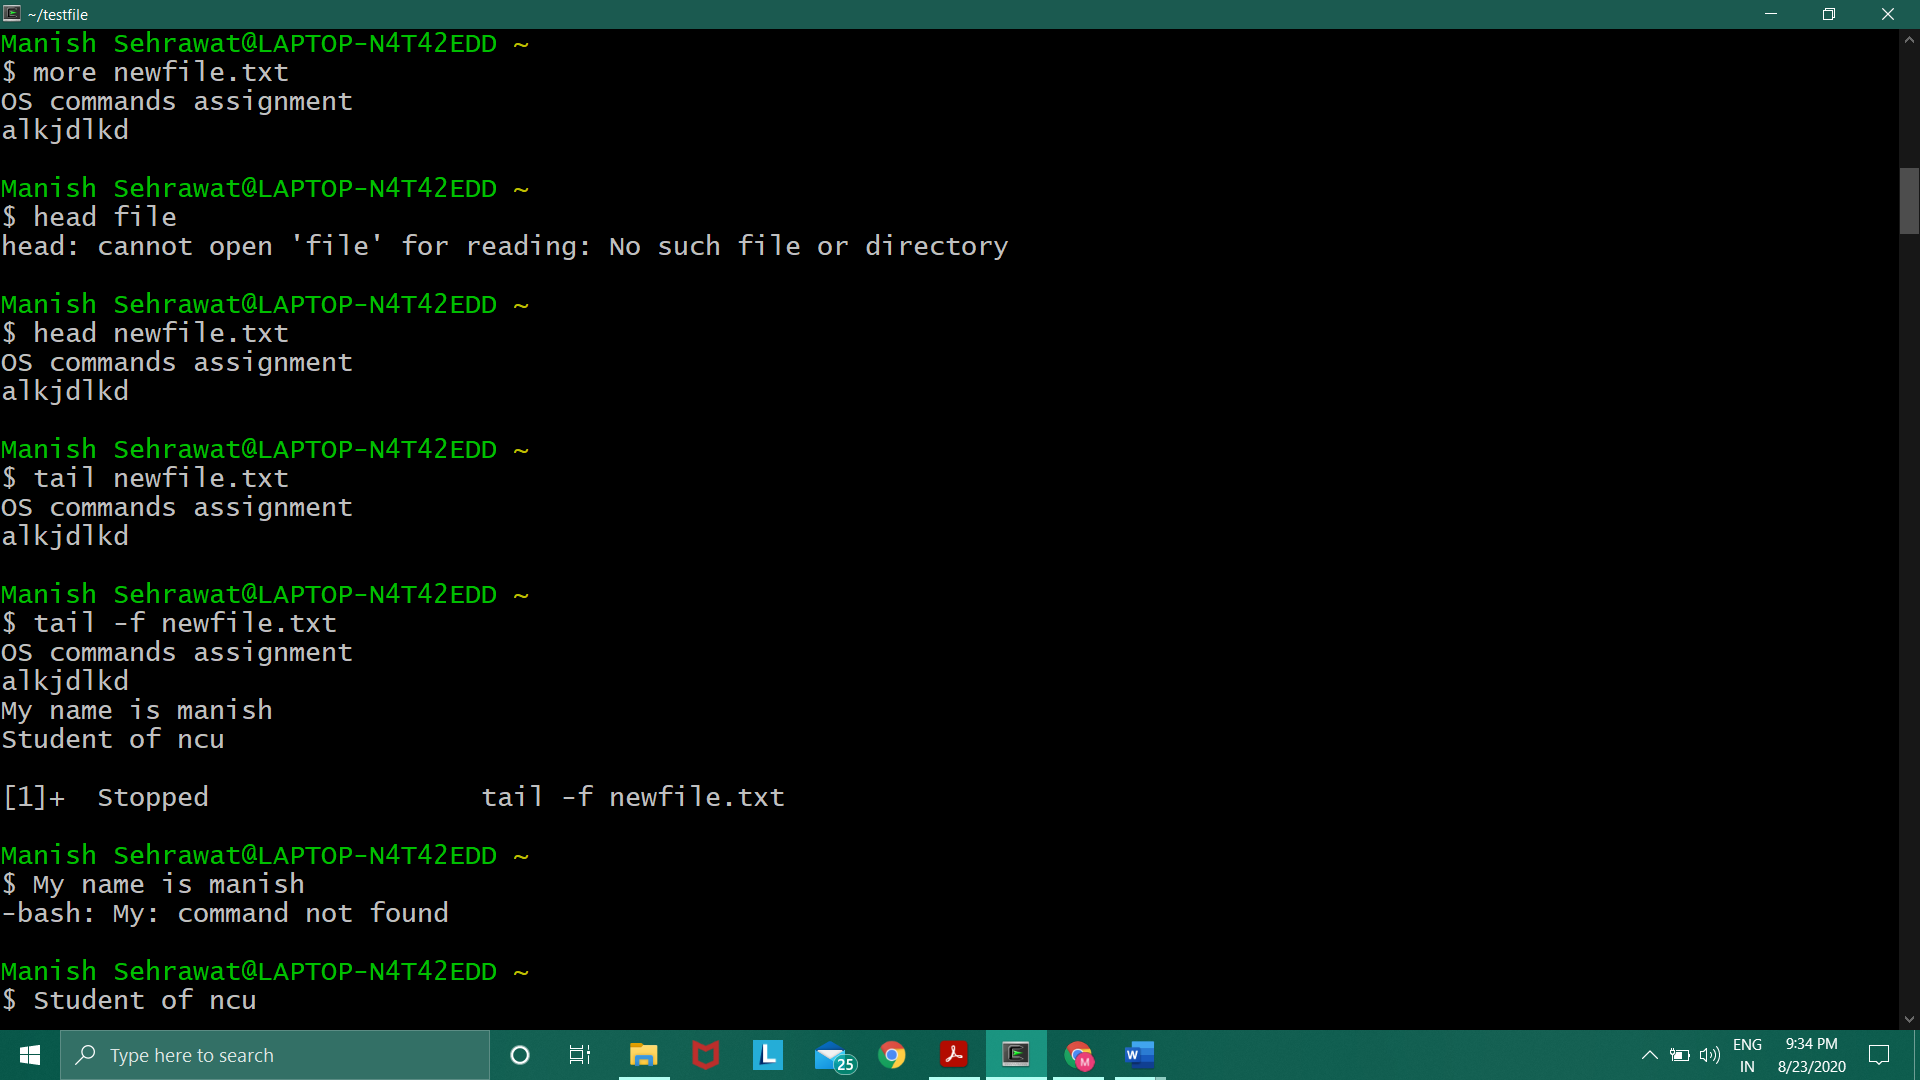 ~/testfile
Manish Sehrawat@LAPTOP-N4T42EDD ~
$ more newfile.txt
OS commands assignment
alkjdlkd
Manish Sehrawat@LAPTOP-N4T42EDD ~
$ head file
head: cannot open 'file' for reading: No such file or directory
Manish Sehrawat@LAPTOP-N4T42EDD ~
$ head newfile.txt
OS commands assignment
alkjdlkd
Manish Sehrawat@LAPTOP-N4T42EDD ~
$ tail newfile.txt
OS commands assignment
alkjdlkd
Manish Sehrawat@LAPTOP-N4T42EDD ~
$ tail -f newfile.txt
OS commands assignment
alkjdlkd
My name is manish
Student of ncu
[1]+  Stopped                 tail -f newfile.txt
Manish Sehrawat@LAPTOP-N4T42EDD ~
$ My name is manish
-bash: My: command not found
Manish Sehrawat@LAPTOP-N4T42EDD ~
$ Student of ncu
Type here to search
L
25
M
W
ENG
IN
9:34 PM
8/23/2020